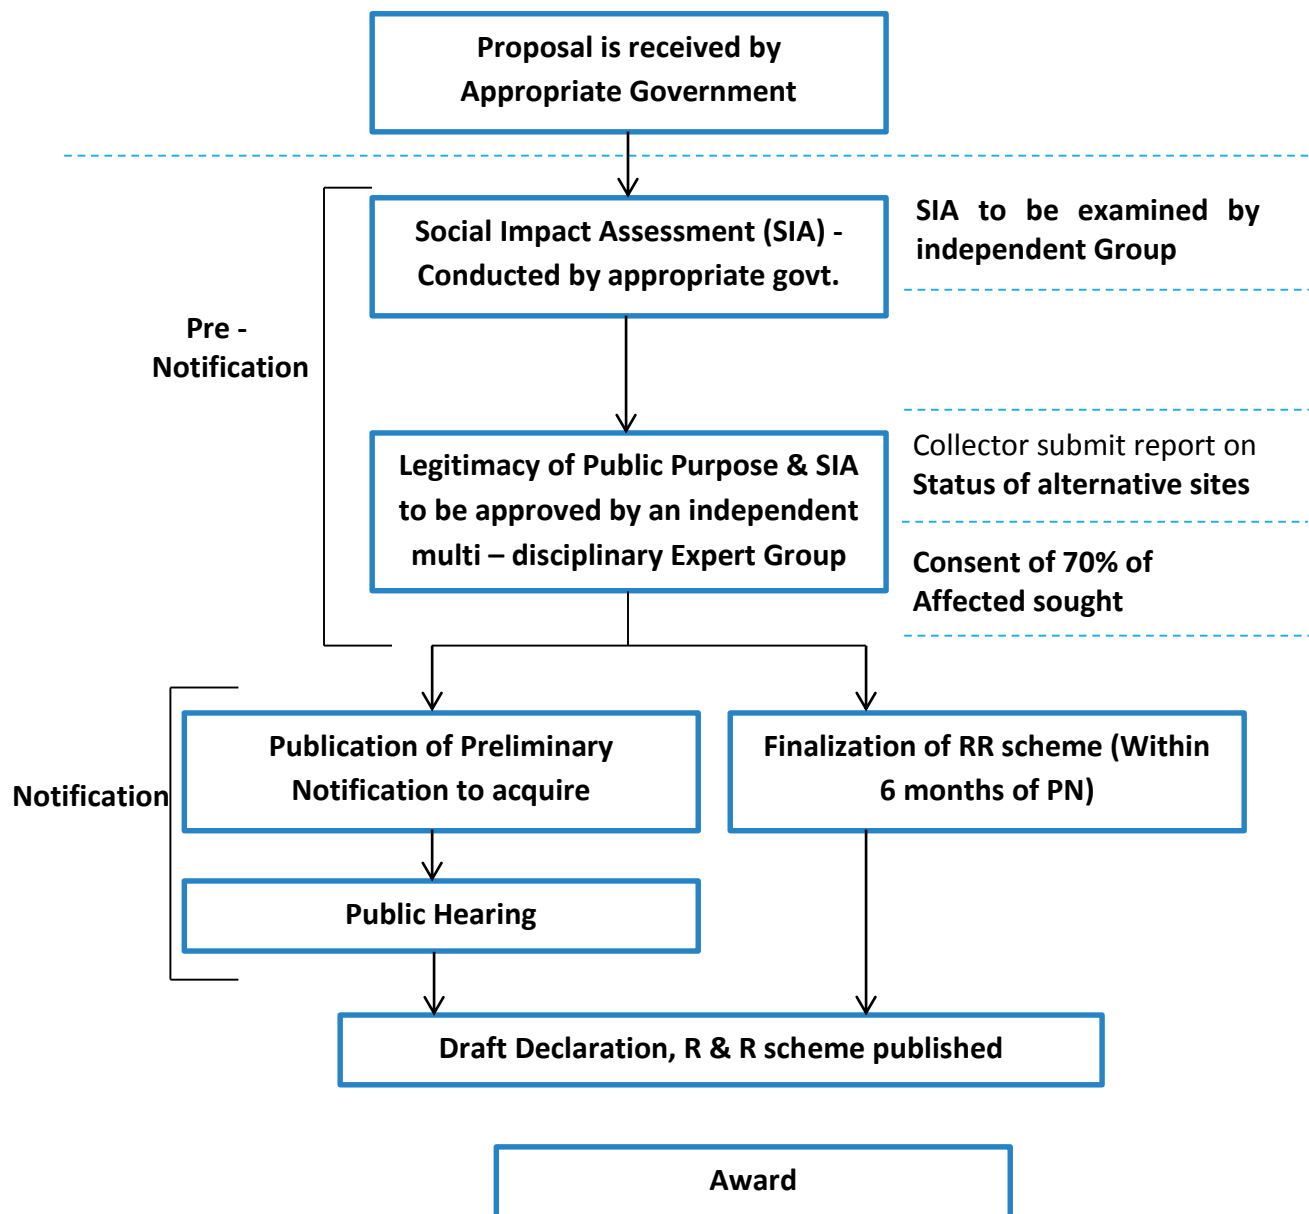 Proposal is received by
Appropriate Government
Social Impact Assessment (SIA) -
Conducted by appropriate govt.
SIA to be examined by
independent Group
Pre -
Notification
Legitimacy of Public Purpose & SIA
to be approved by an independent
multi – disciplinary Expert Group
Collector submit report on
Status of alternative sites
Consent of 70% of
Affected sought
Notification
Publication of Preliminary
Notification to acquire
Finalization of RR scheme (Within
6 months of PN)
Public Hearing
Draft Declaration, R & R scheme published
Award